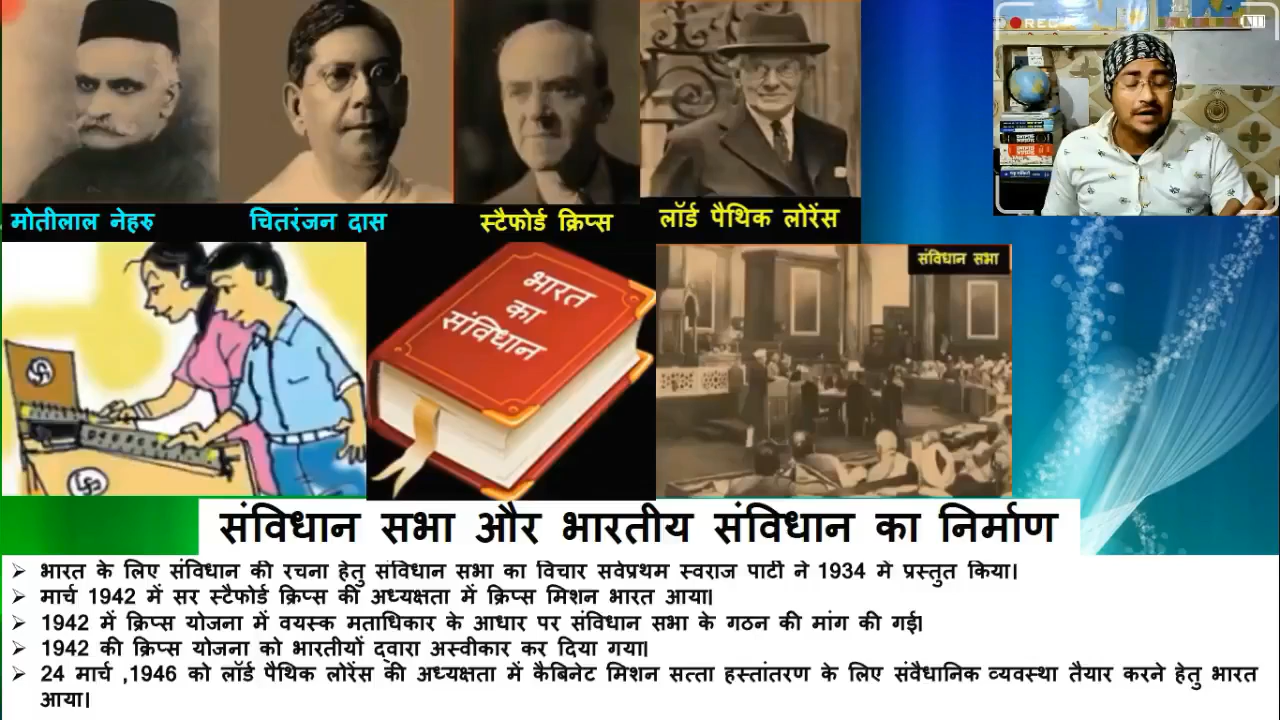 REC
मोतीलाल नेहरु
चितरंजन दास
स्टैफोर्ड क्रिप्स
लॉर्ड पैथिक लोरेंस
भारत
का
संविधान
संविधान सभा
संविधान सभा और भारतीय संविधान का निर्माण
➢ भारत के लिए संविधान की रचना हेतु संविधान सभा का विचार सर्वप्रथम स्वराज पार्टी ने 1934 में प्रस्तुत किया।
➢ मार्च 1942 में सर स्टैफोर्ड क्रिप्स की अध्यक्षता में क्रिप्स मिशन भारत आया।
➢ 1942 में क्रिप्स योजना में वयस्क मताधिकार के आधार पर संविधान सभा के गठन की मांग की गई।
➢ 1942 की क्रिप्स योजना को भारतीयों द्वारा अस्वीकार कर दिया गया।
➢ 24 मार्च ,1946 को लॉर्ड पैथिक लोरेंस की अध्यक्षता में कैबिनेट मिशन सत्ता हस्तांतरण के लिए संवैधानिक व्यवस्था तैयार करने हेतु भारत
आया।